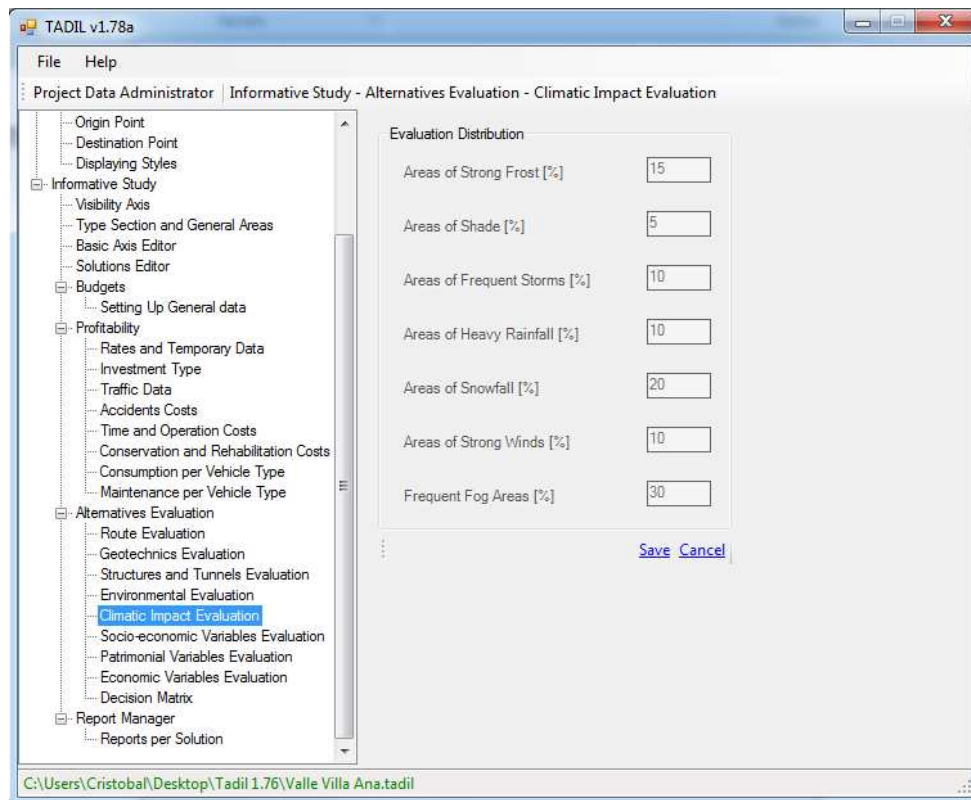 TADIL v1.78a
File Help
Project Data Administrator Informative Study - Alternatives Evaluation - Climatic Impact Evaluation
Origin Point
Destination Point
Displaying Styles
Informative Study
Visibility Axis
Type Section and General Areas
Basic Axis Editor
Solutions Editor
Budgets
Setting Up General data
Profitability
Rates and Temporary Data
Investment Type
Traffic Data
Accidents Costs
Time and Operation Costs
Conservation and Rehabilitation Costs
Consumption per Vehicle Type
Maintenance per Vehicle Type
Alternatives Evaluation
Route Evaluation
Geotechnics Evaluation
Structures and Tunnels Evaluation
Environmental Evaluation
Climatic Impact Evaluation
Socio-economic Variables Evaluation
Patrimonial Variables Evaluation
Economic Variables Evaluation
Decision Matrix
Report Manager
Reports per Solution
Evaluation Distribution
Areas of Strong Frost [%] 15
Areas of Shade [%] 5
Areas of Frequent Storms [%] 10
Areas of Heavy Rainfall [%] 10
Areas of Snowfall [%] 20
Areas of Strong Winds [%] 10
Frequent Fog Areas [%] 30
Save Cancel
C:\Users\Cristobal\Desktop\Tadil 1.76\Valle Villa Ana.tadil